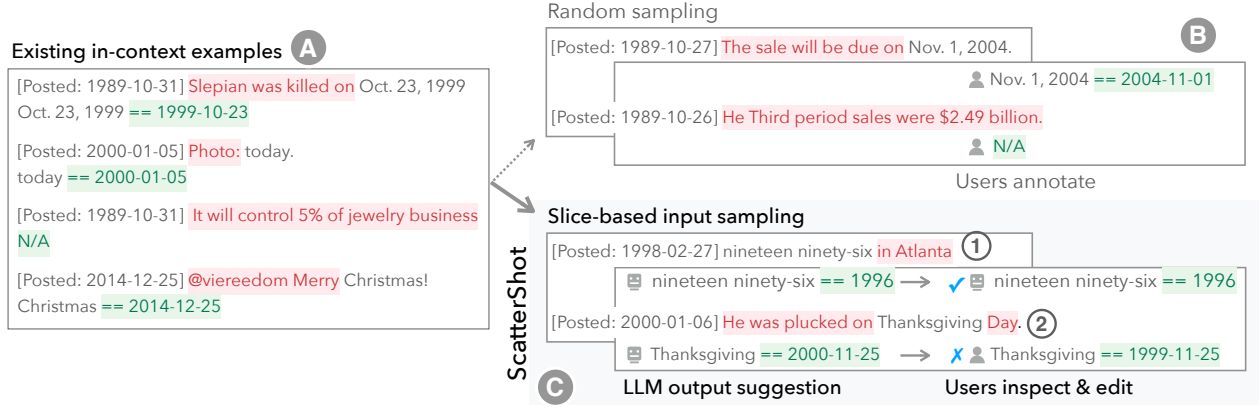 Existing in-context examples A
[Posted: 1989-10-31] Slepian was killed on Oct. 23, 1999
Oct. 23, 1999 == 1999-10-23
[Posted: 2000-01-05] Photo: today.
today == 2000-01-05
[Posted: 1989-10-31] It will control 5% of jewelry business
N/A
[Posted: 2014-12-25] @viereedom Merry Christmas!
Christmas == 2014-12-25
Random sampling
B
[Posted: 1989-10-27] The sale will be due on Nov. 1, 2004.
Nov. 1, 2004 == 2004-11-01
[Posted: 1989-10-26] He Third period sales were $2.49 billion.
N/A
Users annotate
ScatterShot
C
Slice-based input sampling
[Posted: 1998-02-27] nineteen ninety-six in Atlanta 1
nineteen ninety-six == 1996 → ✓ nineteen ninety-six == 1996
[Posted: 2000-01-06] He was plucked on Thanksgiving Day. 2
Thanksgiving == 2000-11-25 → ✗ Thanksgiving == 1999-11-25
LLM output suggestion Users inspect & edit